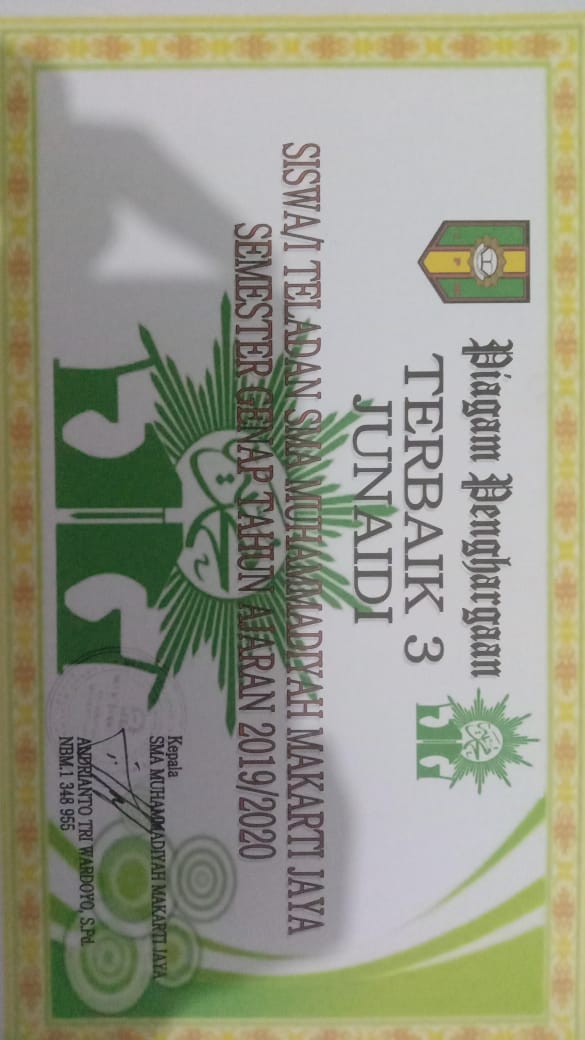 Piagam Penghargaan
TERBAIK 3
JUNAIDI
SISWA/I TELADAN SMA MUHAMMADIYAH MAKARTI JAYA
SEMESTER GENAP TAHUN AJARAN 2019/2020
Kepala
SMA MUHAMMADIYAH MAKARTI JAYA
ANDRIANTO TRI WARDOYO, S.Pd.
NBM.1 348 955